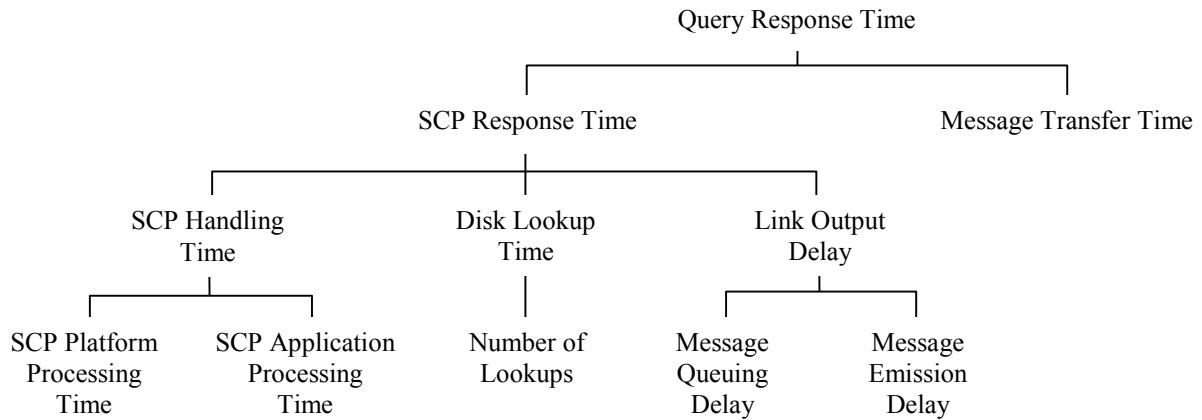 Query Response Time
SCP Response Time
Message Transfer Time
SCP Handling
Time
Disk Lookup
Time
Link Output
Delay
SCP Platform
Processing
Time
SCP Application
Processing
Time
Number of
Lookups
Message
Queuing
Delay
Message
Emission
Delay